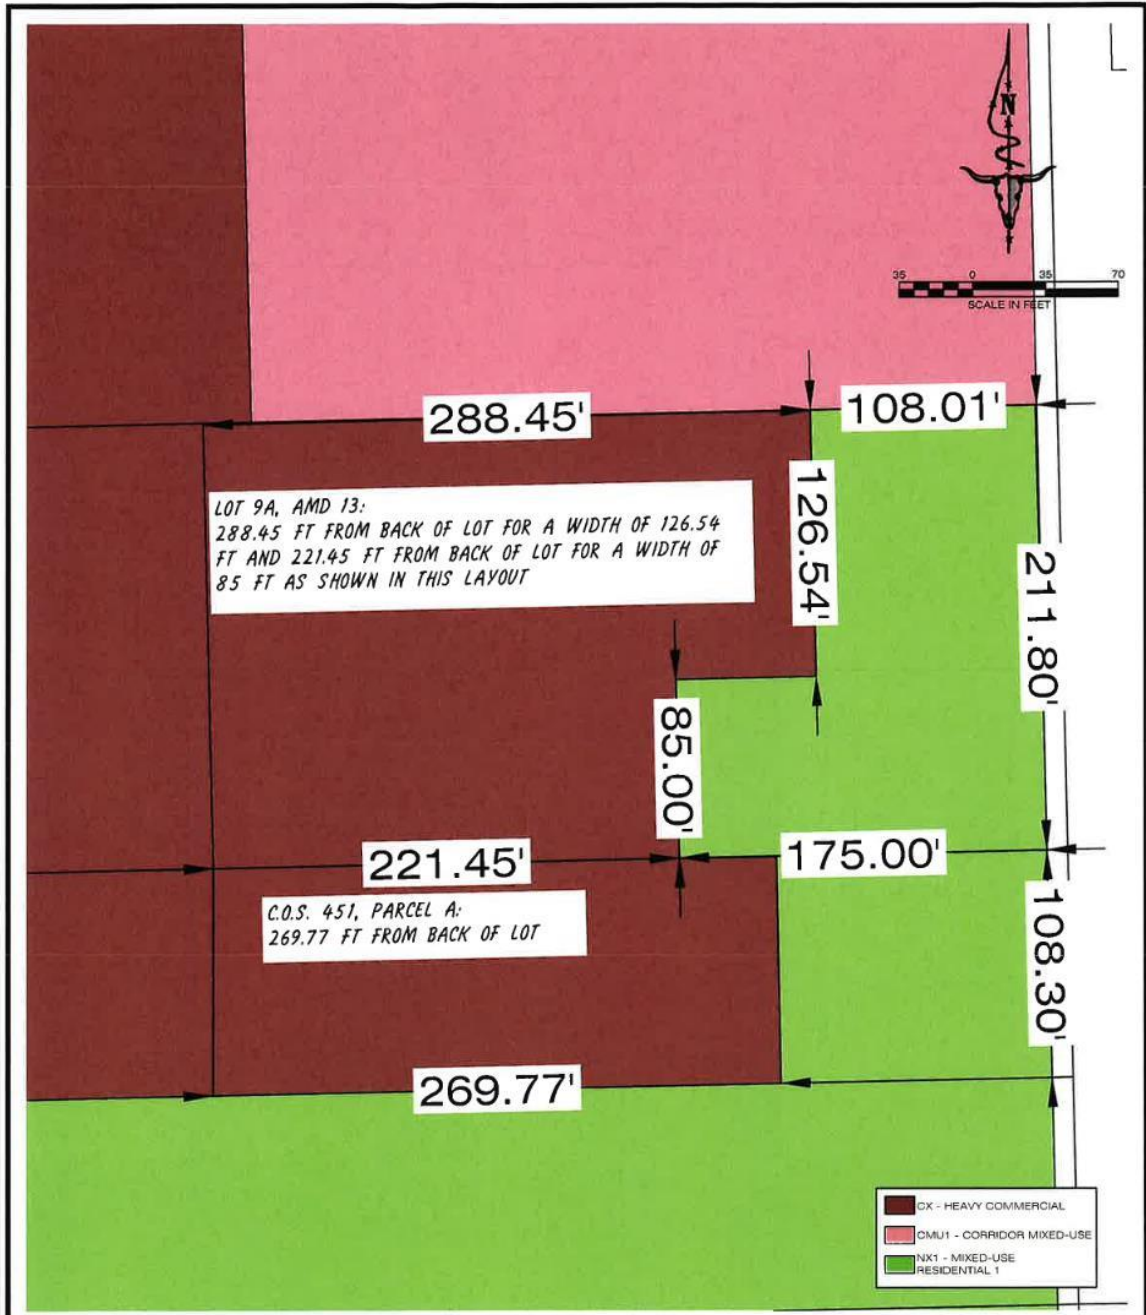 N
35 0 35 70
SCALE IN FEET
288.45'
108.01'
LOT 9A, AMD 13:
288.45 FT FROM BACK OF LOT FOR A WIDTH OF 126.54
FT AND 221.45 FT FROM BACK OF LOT FOR A WIDTH OF
85 FT AS SHOWN IN THIS LAYOUT
126.54'
211.80'
85.00'
221.45'
175.00'
C.O.S. 451, PARCEL A:
269.77 FT FROM BACK OF LOT
108.30'
269.77'
CX - HEAVY COMMERCIAL
CMU1 - CORRIDOR MIXED-USE
NX1 - MIXED-USE
RESIDENTIAL 1